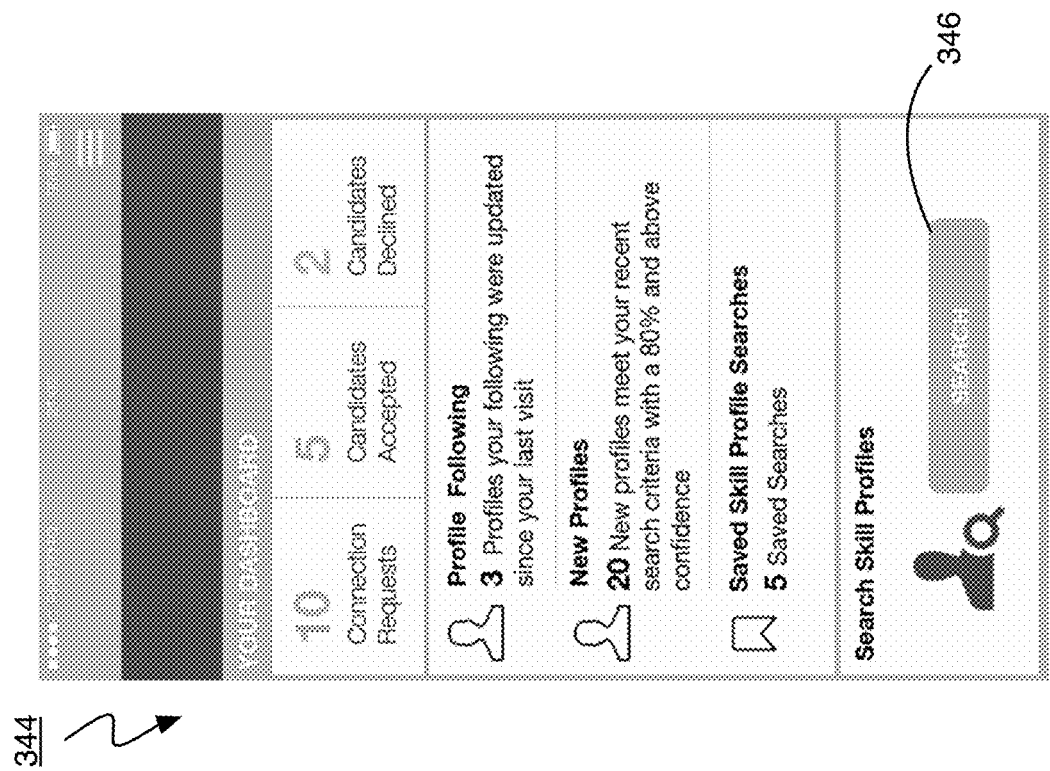 344
YOUR DASHBOARD
10
Connection
Requests
5
Candidates
Accepted
2
Candidates
Declined
Profile Following
3 Profiles your following were updated
since your last visit
New Profiles
20 New profiles meet your recent
search criteria with a 80% and above
confidence
Saved Skill Profile Searches
5 Saved Searches
Search Skill Profiles
SEARCH
346